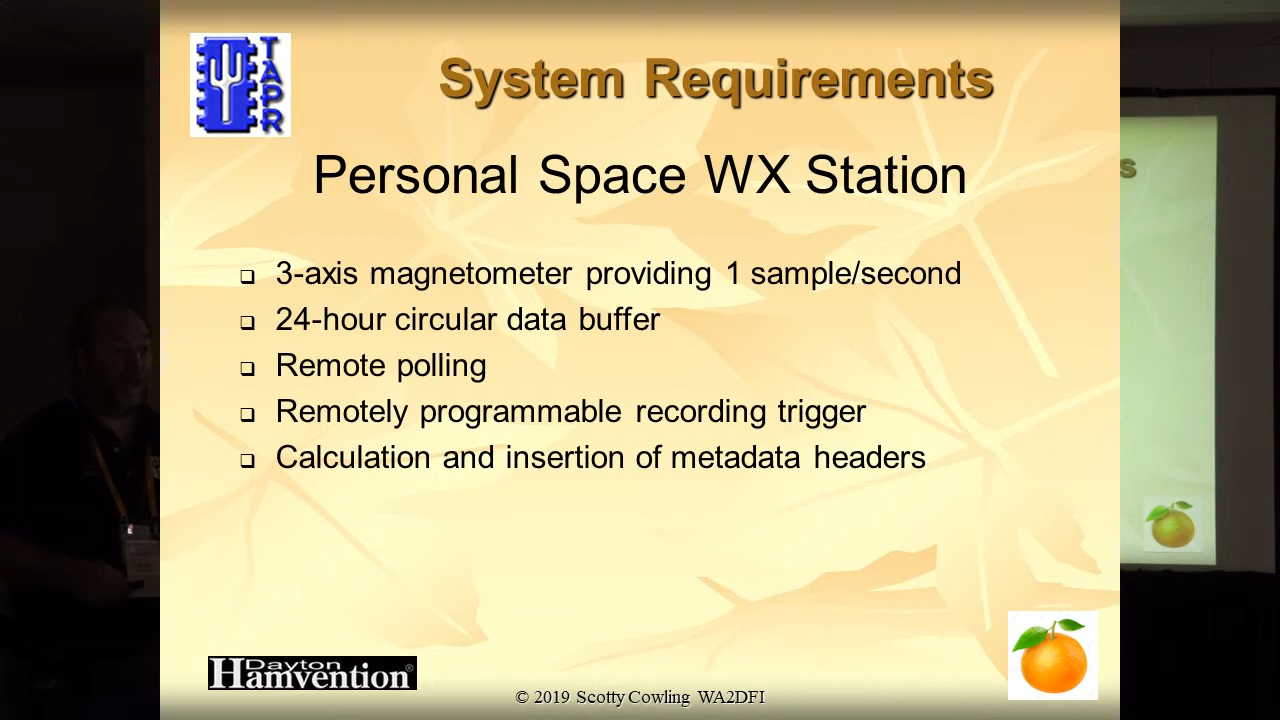 TAPR
System Requirements
Personal Space WX Station
3-axis magnetometer providing 1 sample/second
24-hour circular data buffer
Remote polling
Remotely programmable recording trigger
Calculation and insertion of metadata headers
Dayton
Hamvention®
© 2019 Scotty Cowling WA2DFI
s